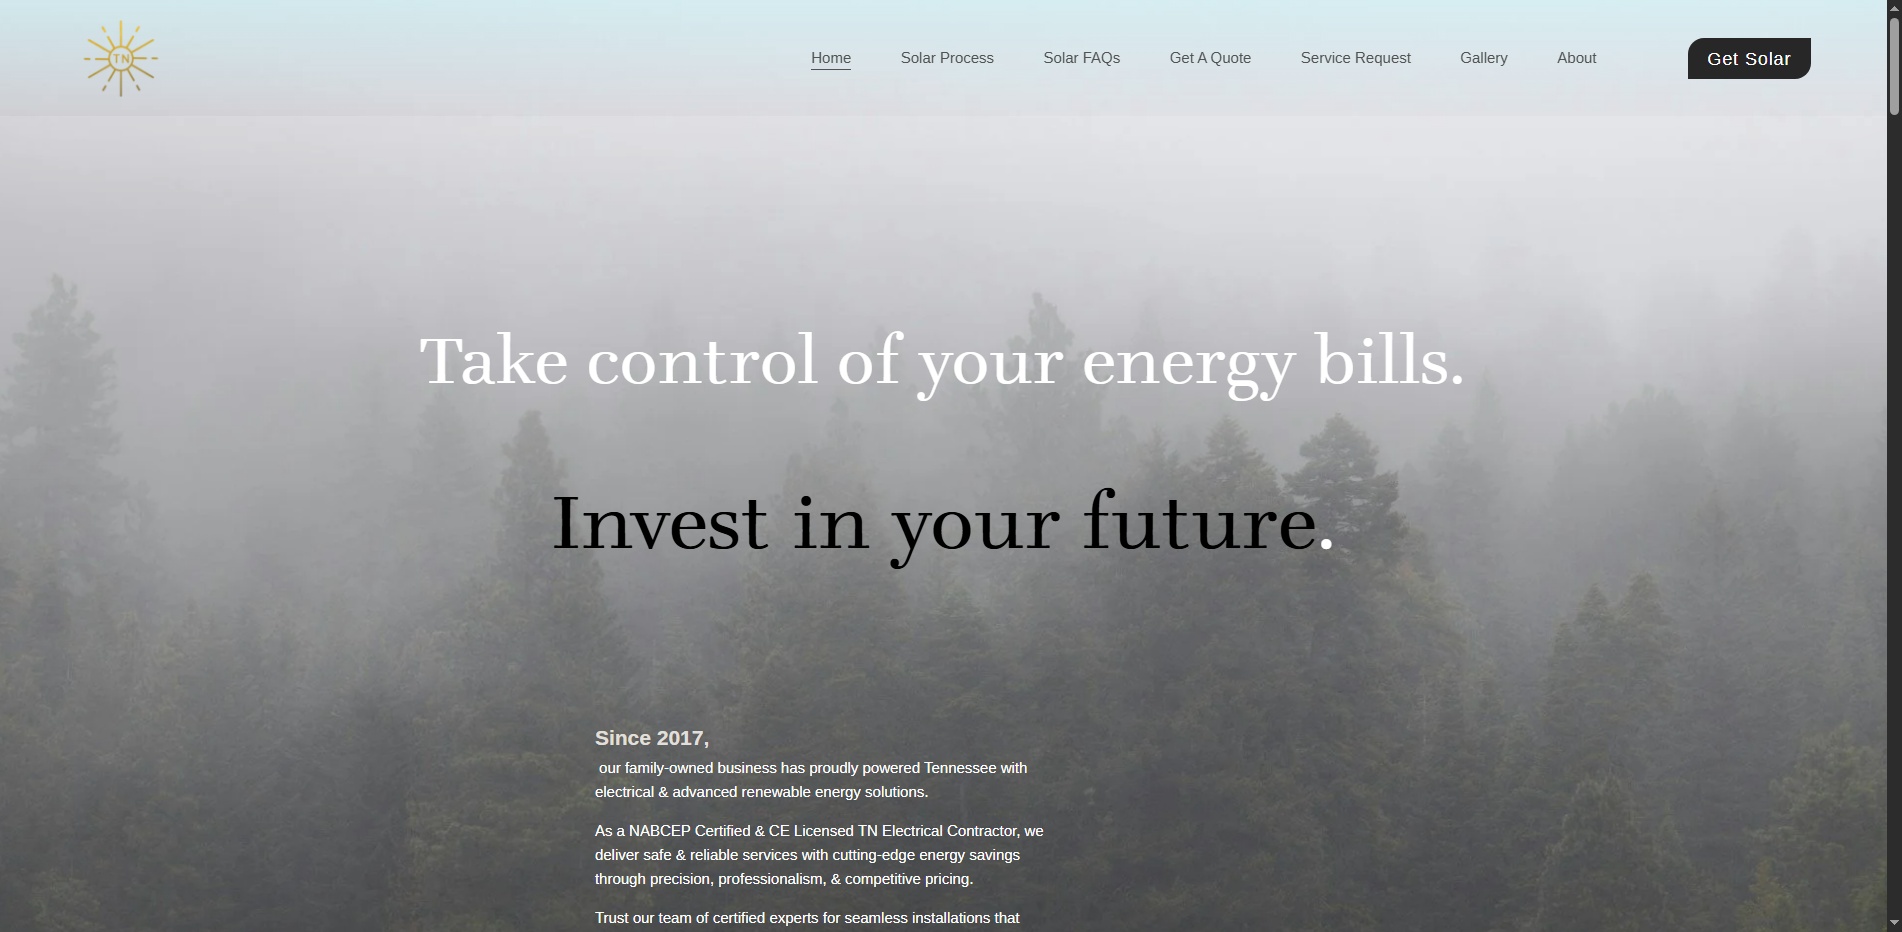 TN
Home Solar Process Solar FAQs Get A Quote Service Request Gallery About Get Solar
Take control of your energy bills.
Invest in your future.
Since 2017,
our family-owned business has proudly powered Tennessee with
electrical & advanced renewable energy solutions.
As a NABCEP Certified & CE Licensed TN Electrical Contractor, we
deliver safe & reliable services with cutting-edge energy savings
through precision, professionalism, & competitive pricing.
Trust our team of certified experts for seamless installations that